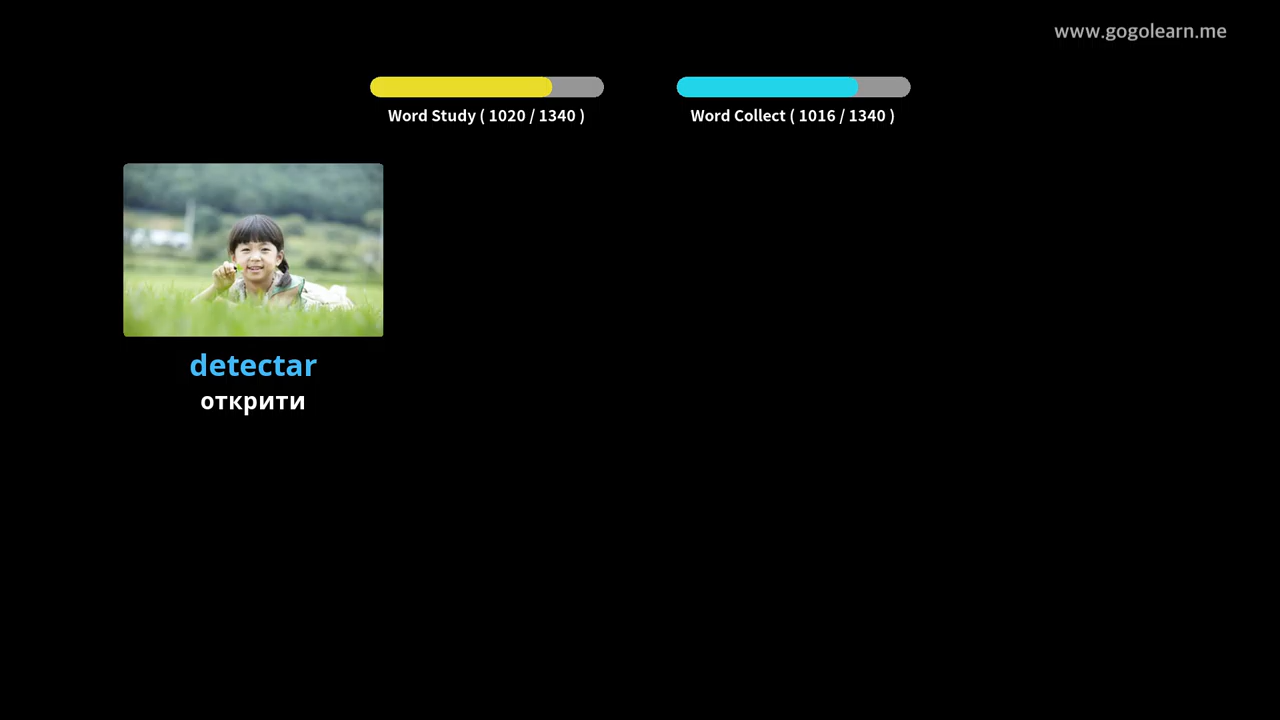 www.gogolearn.me
Word Study ( 1020 / 1340 )
Word Collect ( 1016 / 1340 )
detectar
открити